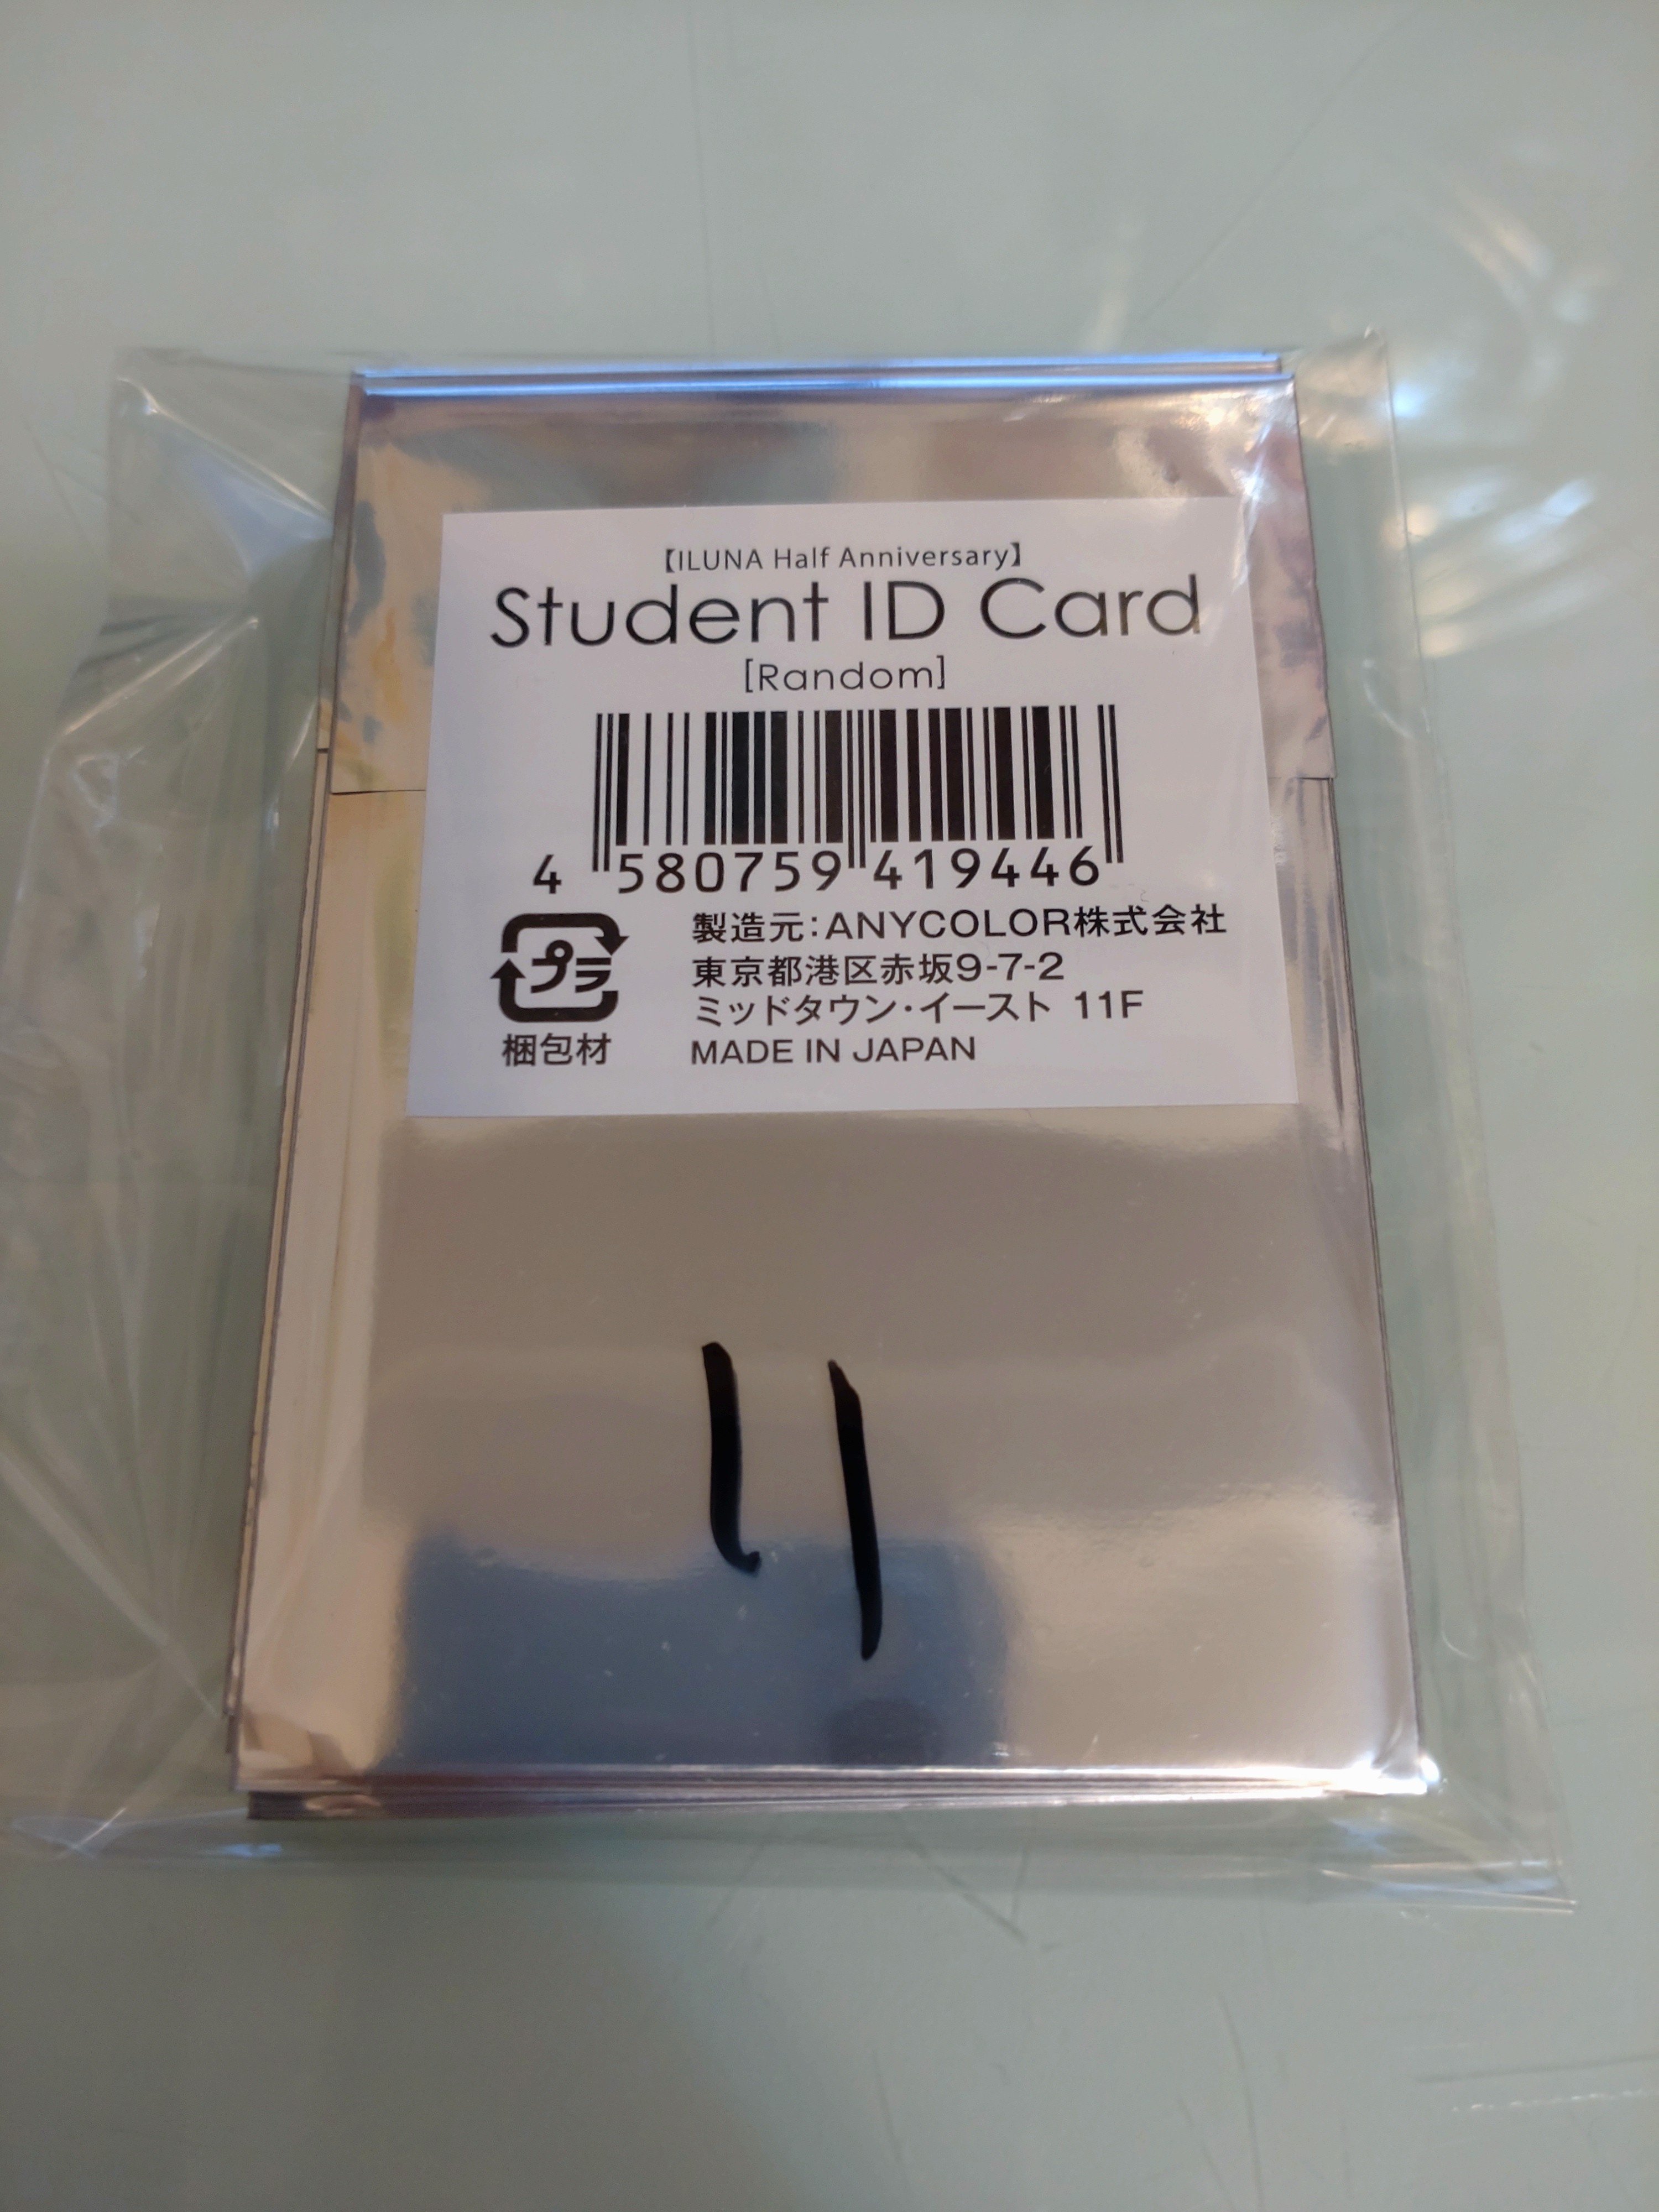 【ILUNA Half Anniversary】
Student ID Card
[Random]
4 580759 419446
プラ
梱包材
製造元:ANYCOLOR株式会社
東京都港区赤坂9-7-2
ミッドタウン・イースト 11F
MADE IN JAPAN
11